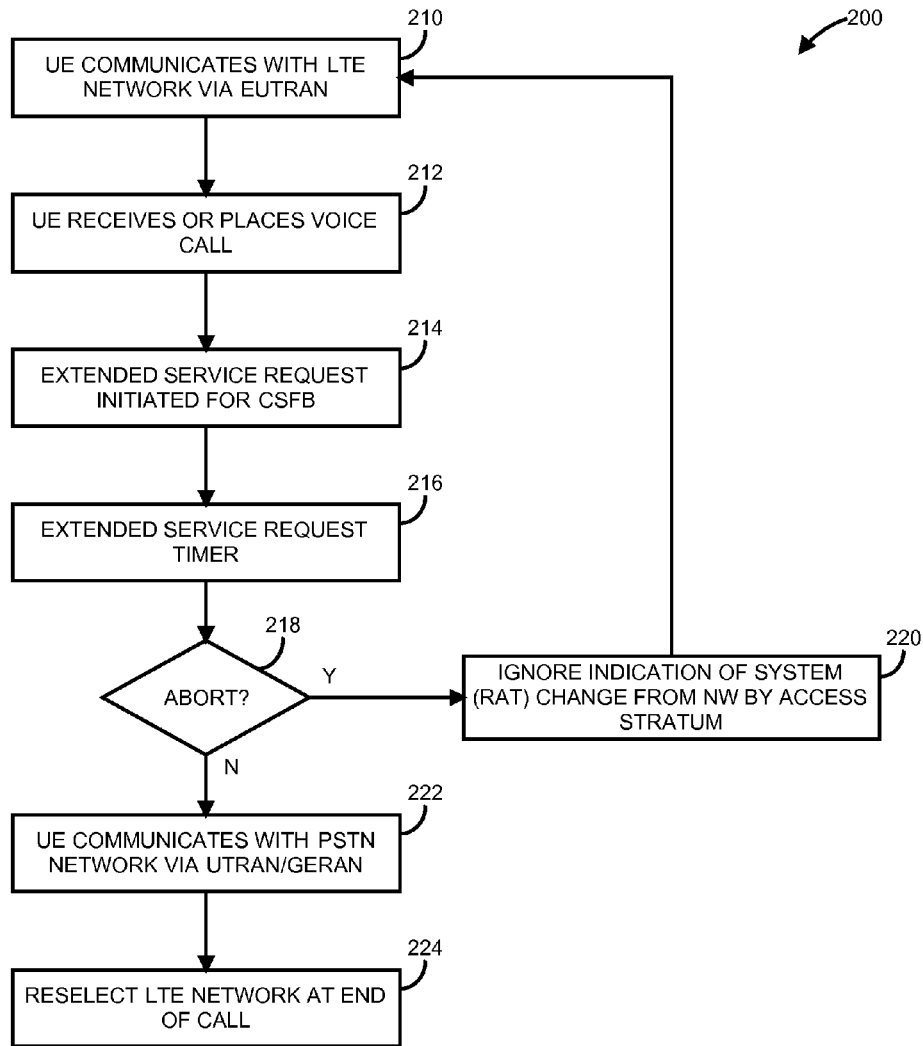 200
210
UE COMMUNICATES WITH LTE
NETWORK VIA EUTRAN
212
UE RECEIVES OR PLACES VOICE
CALL
214
EXTENDED SERVICE REQUEST
INITIATED FOR CSFB
216
EXTENDED SERVICE REQUEST
TIMER
218
ABORT?
Y
N
220
IGNORE INDICATION OF SYSTEM
(RAT) CHANGE FROM NW BY ACCESS
STRATUM
222
UE COMMUNICATES WITH PSTN
NETWORK VIA UTRAN/GERAN
224
RESELECT LTE NETWORK AT END
OF CALL